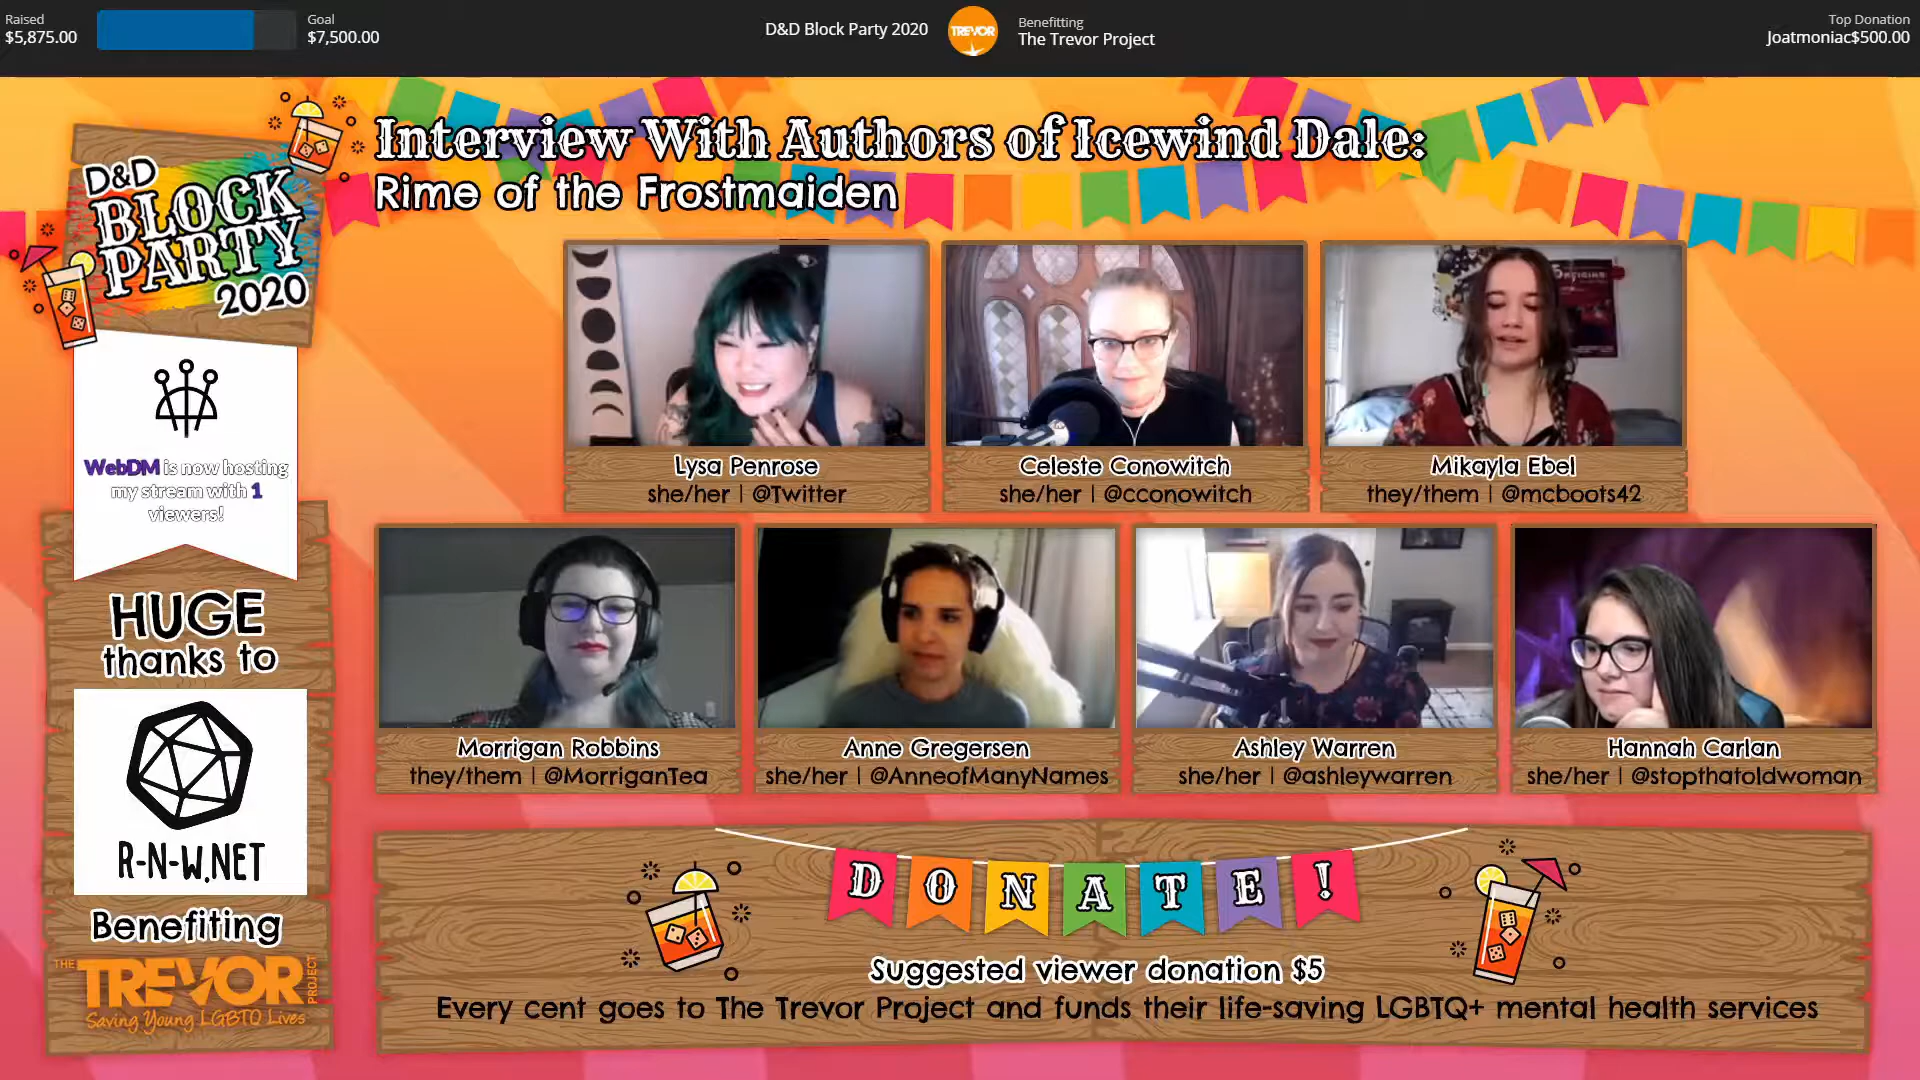 Raised
$5,875.00
Goal
$7,500.00
D&D Block Party 2020
TREVOR
Benefitting
The Trevor Project
Top Donation
Joatmoniac$500.00
Interview With Authors of Icewind Dale:
Rime of the Frostmaiden
D&D
BLOCK
PARTY
2020
WebDM is now hosting
my stream with 1
viewers!
HUGE
thanks to
R-N-W.NET
Benefiting
THE
TREVOR
PROJECT
Saving Young LGBTQ Lives
Lysa Penrose
she/her | @Twitter
Celeste Conowitch
she/her | @cconowitch
Mikayla Ebel
they/them | @mcboots42
Morrigan Robbins
they/them | @MorriganTea
Anne Gregersen
she/her | @AnneofManyNames
Ashley Warren
she/her | @ashleywarren
Hannah Carlan
she/her | @stopthatoldwoman
DONATE!
Suggested viewer donation $5
Every cent goes to The Trevor Project and funds their life-saving LGBTQ+ mental health services